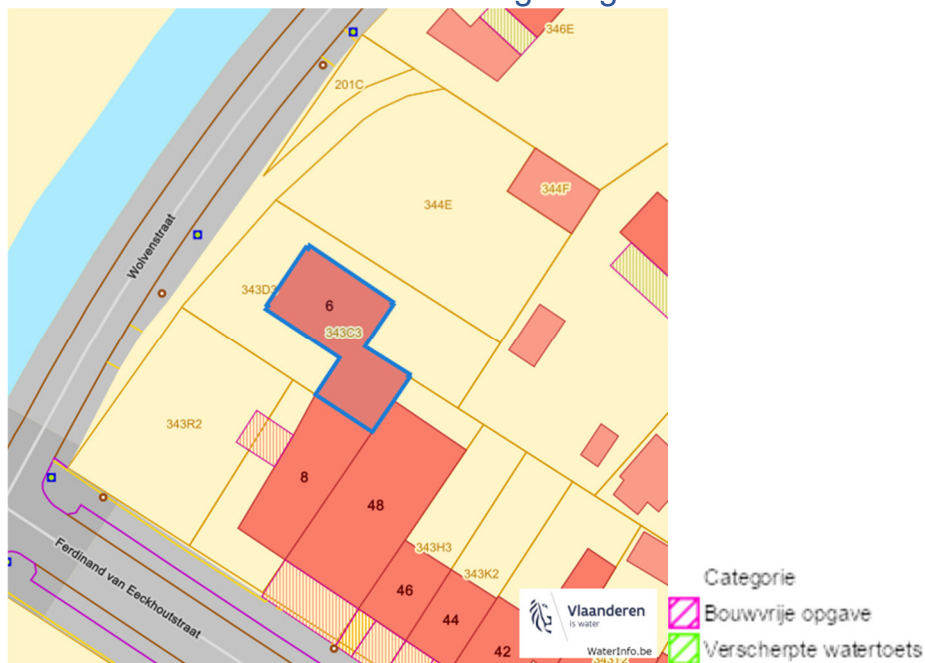 346E
201C
344F
344E
Wolvenstraat
343D3
6
343C3
343R2
8
48
343H3
343K2
46
44
42
Ferdinand van Eeckhoutstraat
Vlaanderen
is water
WaterInfo.be
Categorie
Bouwvrije opgave
Verscherpte watertoets